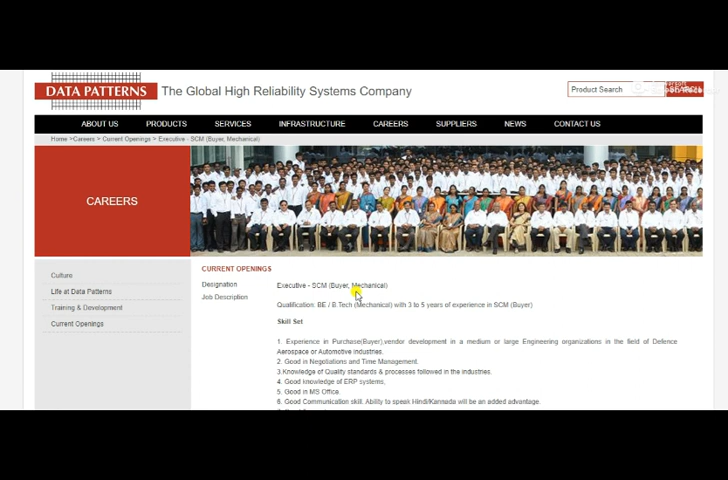 DATA PATTERNS The Global High Reliability Systems Company Product Search
ABOUT US PRODUCTS SERVICES INFRASTRUCTURE CAREERS SUPPLIERS NEWS CONTACT US
Home >Careers > Current Openings > Executive - SCM (Buyer, Mechanical)
CAREERS
Culture
Life at Data Patterns
Training & Development
Current Openings
CURRENT OPENINGS
Designation Executive - SCM (Buyer, Mechanical)
Job Description
Qualification: BE / B.Tech (Mechanical) with 3 to 5 years of experience in SCM (Buyer)
Skill Set
1. Experience in Purchase(Buyer),vendor development in a medium or large Engineering organizations in the field of Defence
Aerospace or Automotive Industries.
2. Good in Negotiations and Time Management.
3.Knowledge of Quality standards & processes followed in the industries.
4. Good knowledge of ERP systems,
5. Good in MS Office.
6. Good Communication skill. Ability to speak Hindi/Kannada will be an added advantage.